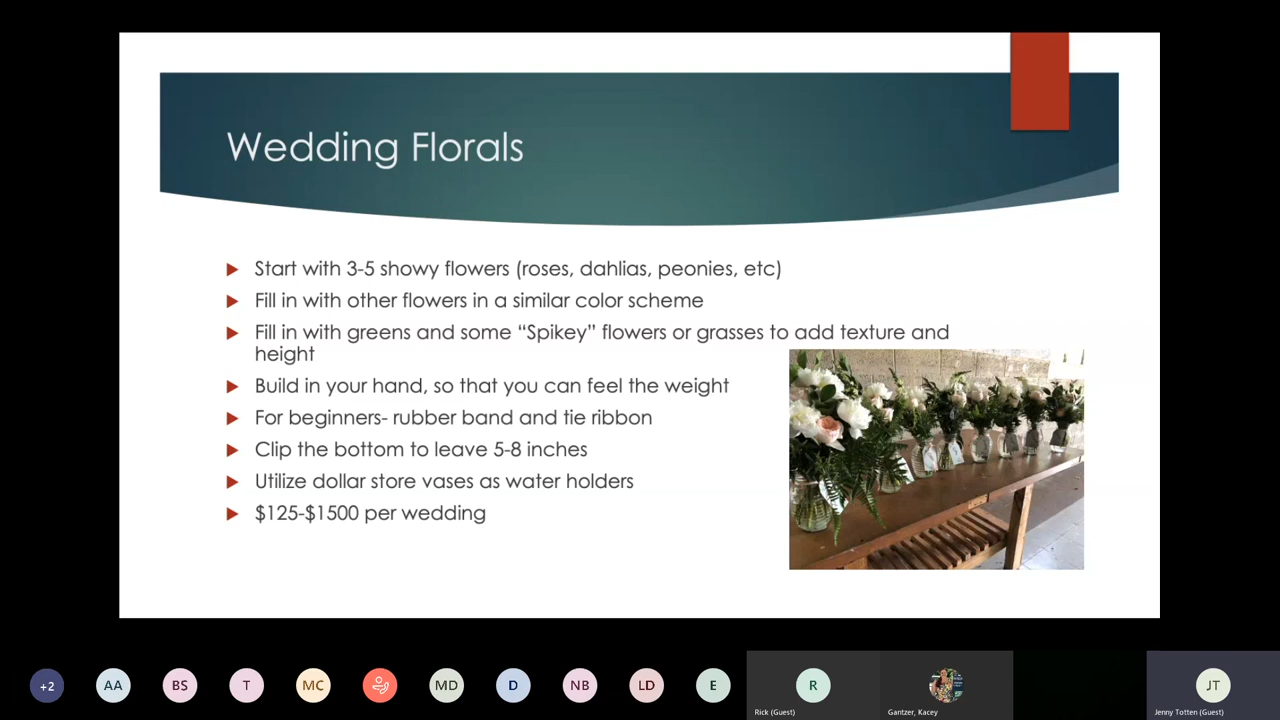 Wedding Florals
Start with 3-5 showy flowers (roses, dahlias, peonies, etc)
Fill in with other flowers in a similar color scheme
Fill in with greens and some “Spikey” flowers or grasses to add texture and
height
Build in your hand, so that you can feel the weight
For beginners- rubber band and tie ribbon
Clip the bottom to leave 5-8 inches
Utilize dollar store vases as water holders
$125-$1500 per wedding
+2 AA BS T MC MD D NB LD E R JT
Rick (Guest) Gantzer, Kacey Jenny Totten (Guest)